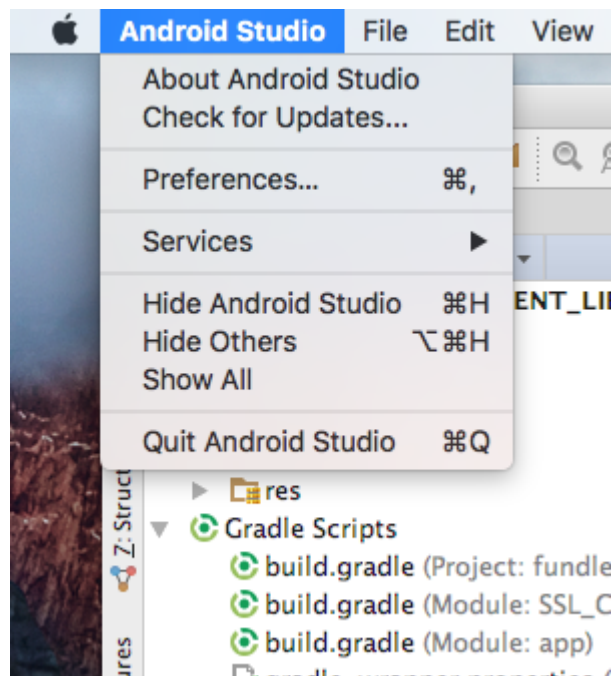 Android Studio File Edit View
About Android Studio
Check for Updates...
Preferences... ⌘,
Services ▶
Hide Android Studio ⌘H
Hide Others ⌥⌘H
Show All
Quit Android Studio ⌘Q
ENT_LI
res
Z: Struct
Gradle Scripts
build.gradle (Project: fundle
build.gradle (Module: SSL_C
build.gradle (Module: app)
ures